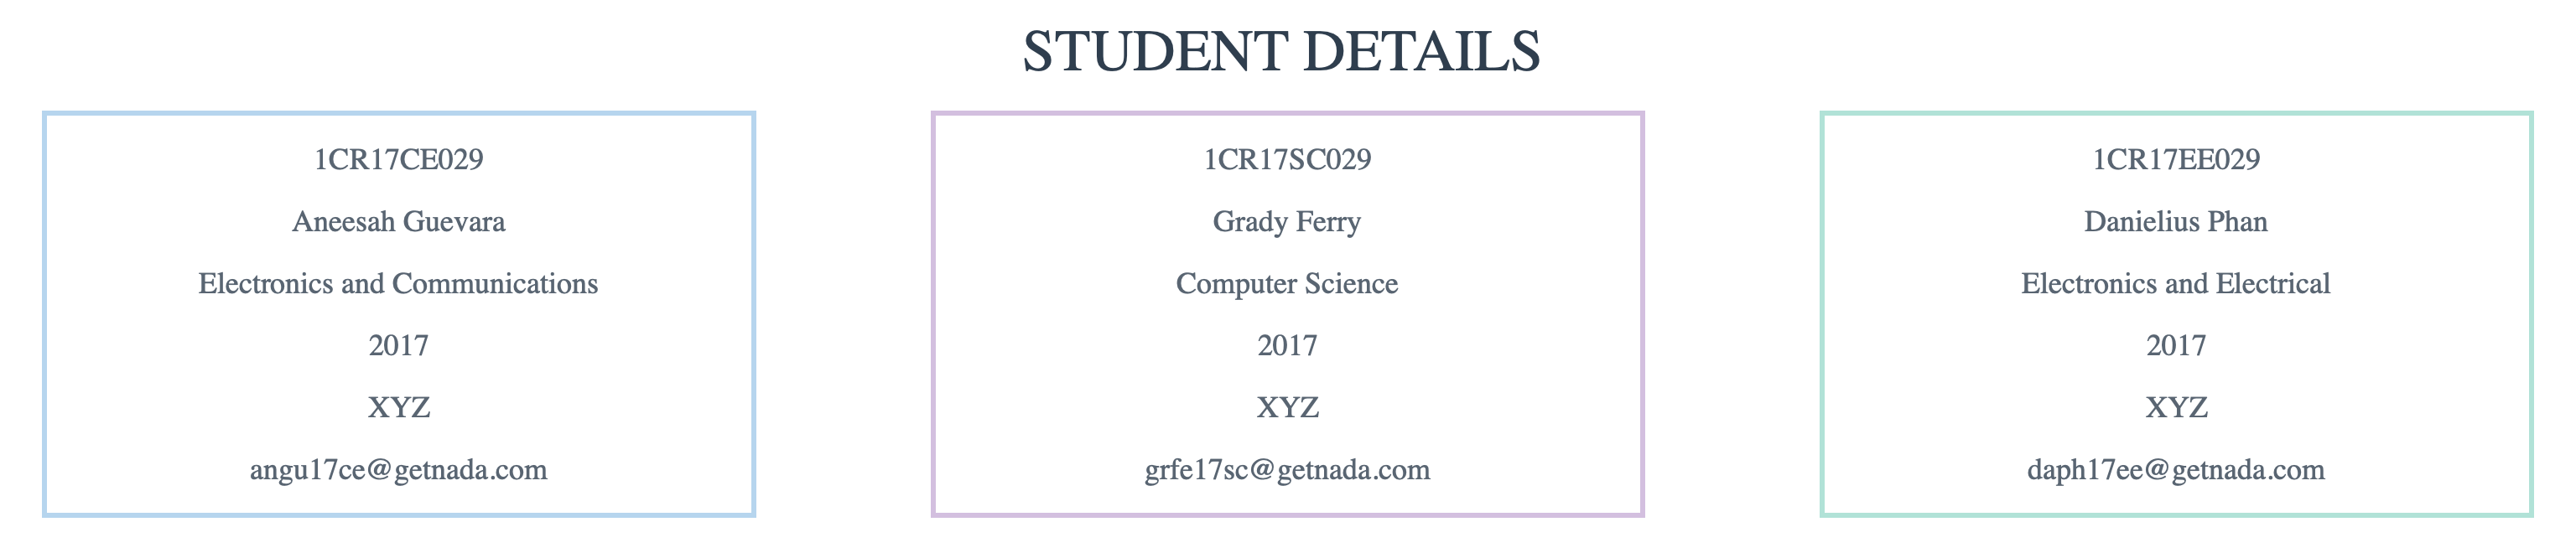 STUDENT DETAILS
1CR17CE029
Aneesah Guevara
Electronics and Communications
2017
XYZ
angu17ce@getnada.com
1CR17SC029
Grady Ferry
Computer Science
2017
XYZ
grfe17sc@getnada.com
1CR17EE029
Danielius Phan
Electronics and Electrical
2017
XYZ
daph17ee@getnada.com